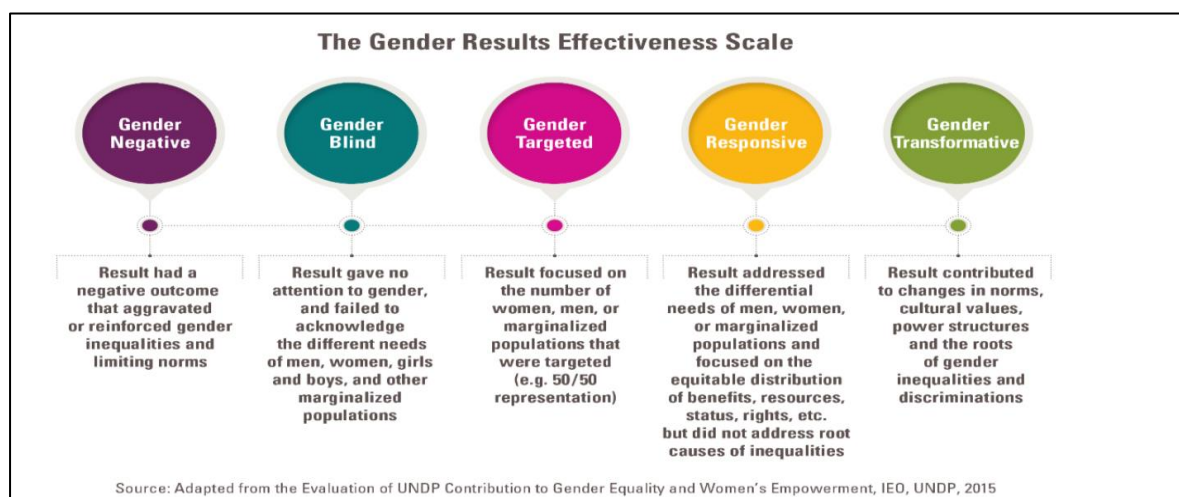 The Gender Results Effectiveness Scale
Gender
Negative
Gender
Blind
Gender
Targeted
Gender
Responsive
Gender
Transformative
Result had a
negative outcome
that aggravated
or reinforced gender
inequalities and
limiting norms
Result gave no
attention to gender,
and failed to
acknowledge
the different needs
of men, women, girls
and boys, and other
marginalized
populations
Result focused on
the number of
women, men, or
marginalized
populations that
were targeted
(e.g. 50/50
representation)
Result addressed
the differential
needs of men, women,
or marginalized
populations and
focused on the
equitable distribution
of benefits, resources,
status, rights, etc.
but did not address root
causes of inequalities
Result contributed
to changes in norms,
cultural values,
power structures
and the roots
of gender
inequalities and
discriminations
Source: Adapted from the Evaluation of UNDP Contribution to Gender Equality and Women's Empowerment, IEO, UNDP, 2015